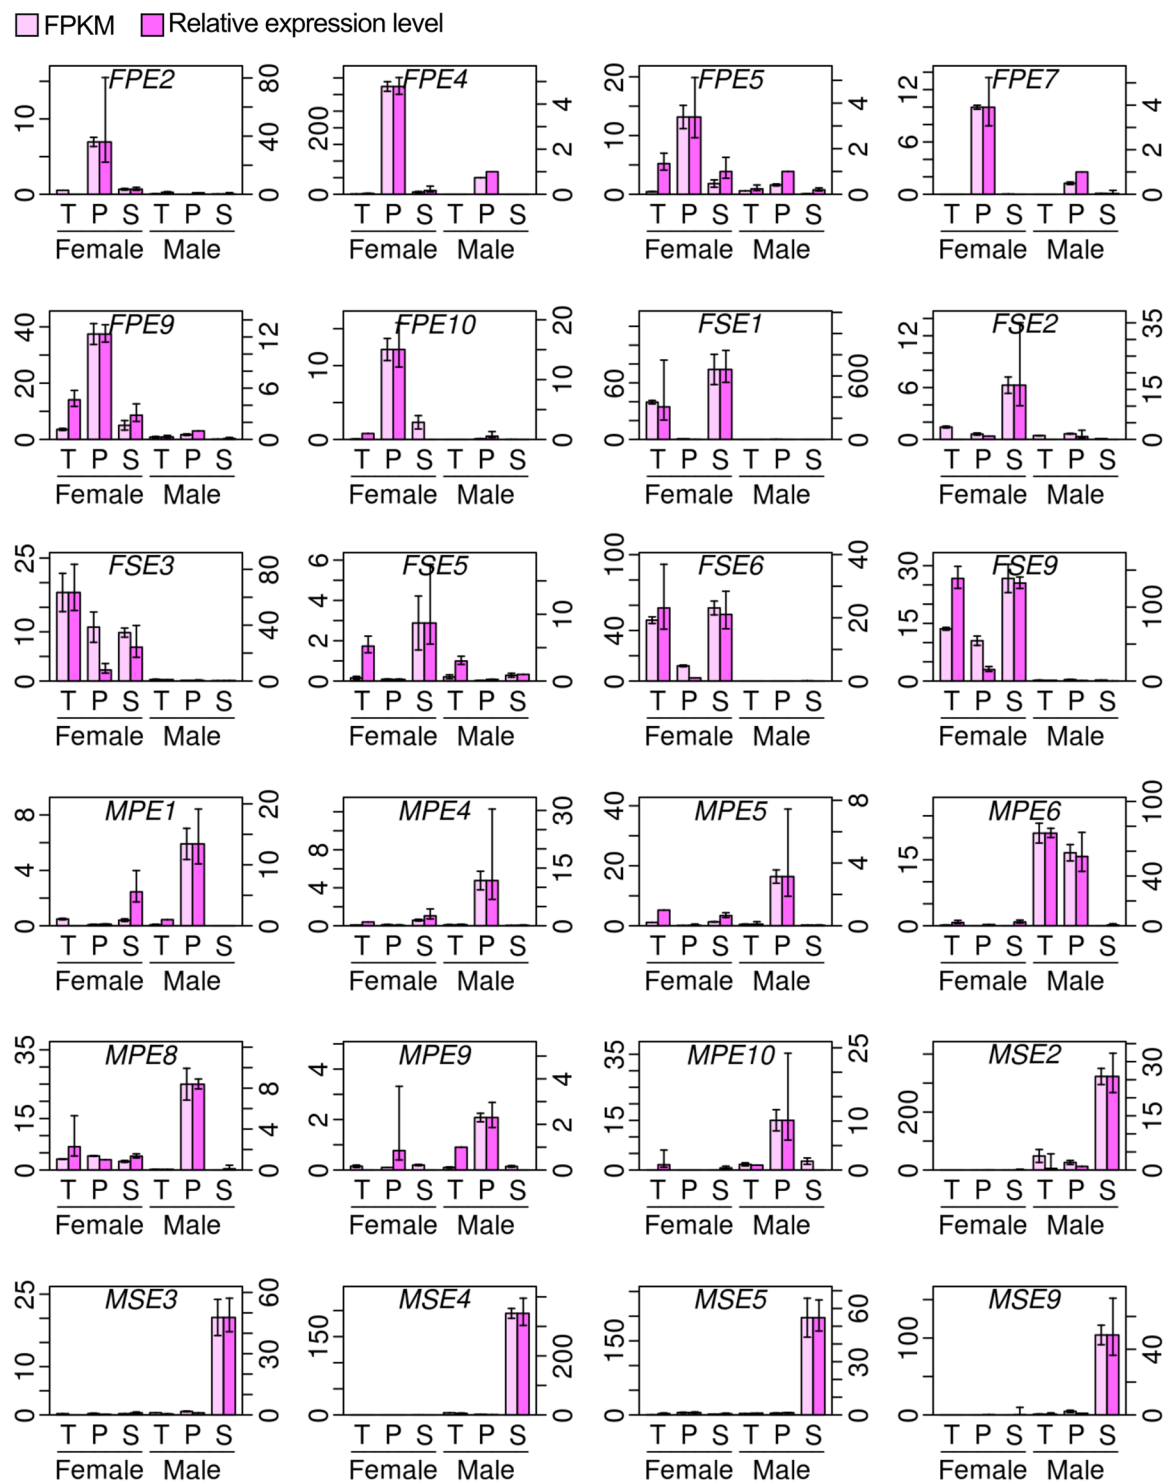 FPKM Relative expression level
FPE2
0 10
0 40 80
T P S T P S
Female Male
FPE4
0 200
0 2 4
T P S T P S
Female Male
FPE5
0 10 20
0 2 4
T P S T P S
Female Male
FPE7
0 6 12
0 2 4
T P S T P S
Female Male
FPE9
0 20 40
0 6 12
T P S T P S
Female Male
FPE10
0 10
0 10 20
T P S T P S
Female Male
FSE1
0 60
0 600
T P S T P S
Female Male
FSE2
0 6 12
0 15 35
T P S T P S
Female Male
FSE3
0 10 25
0 40 80
T P S T P S
Female Male
FSE5
0 2 4 6
0 10
T P S T P S
Female Male
FSE6
0 40 100
0 20 40
T P S T P S
Female Male
FSE9
0 15 30
0 100
T P S T P S
Female Male
MPE1
0 4 8
0 10 20
T P S T P S
Female Male
MPE4
0 4 8
0 15 30
T P S T P S
Female Male
MPE5
0 20 40
0 4 8
T P S T P S
Female Male
MPE6
0 15
0 40 100
T P S T P S
Female Male
MPE8
0 15 35
0 4 8
T P S T P S
Female Male
MPE9
0 2 4
0 2 4
T P S T P S
Female Male
MPE10
0 15 35
0 10 25
T P S T P S
Female Male
MSE2
0 200
0 15 30
T P S T P S
Female Male
MSE3
0 10 25
0 30 60
T P S T P S
Female Male
MSE4
0 150
0 200
T P S T P S
Female Male
MSE5
0 150
0 30 60
T P S T P S
Female Male
MSE9
0 100
0 40
T P S T P S
Female Male